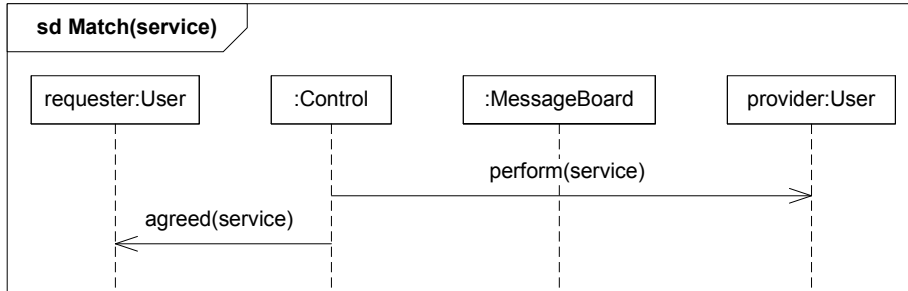 sd Match(service)
requester:User
:Control
:MessageBoard
provider:User
perform(service)
agreed(service)